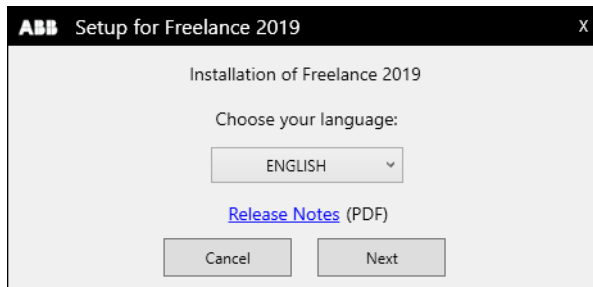 ABB Setup for Freelance 2019 X
Installation of Freelance 2019
Choose your language:
ENGLISH
Release Notes (PDF)
Cancel Next